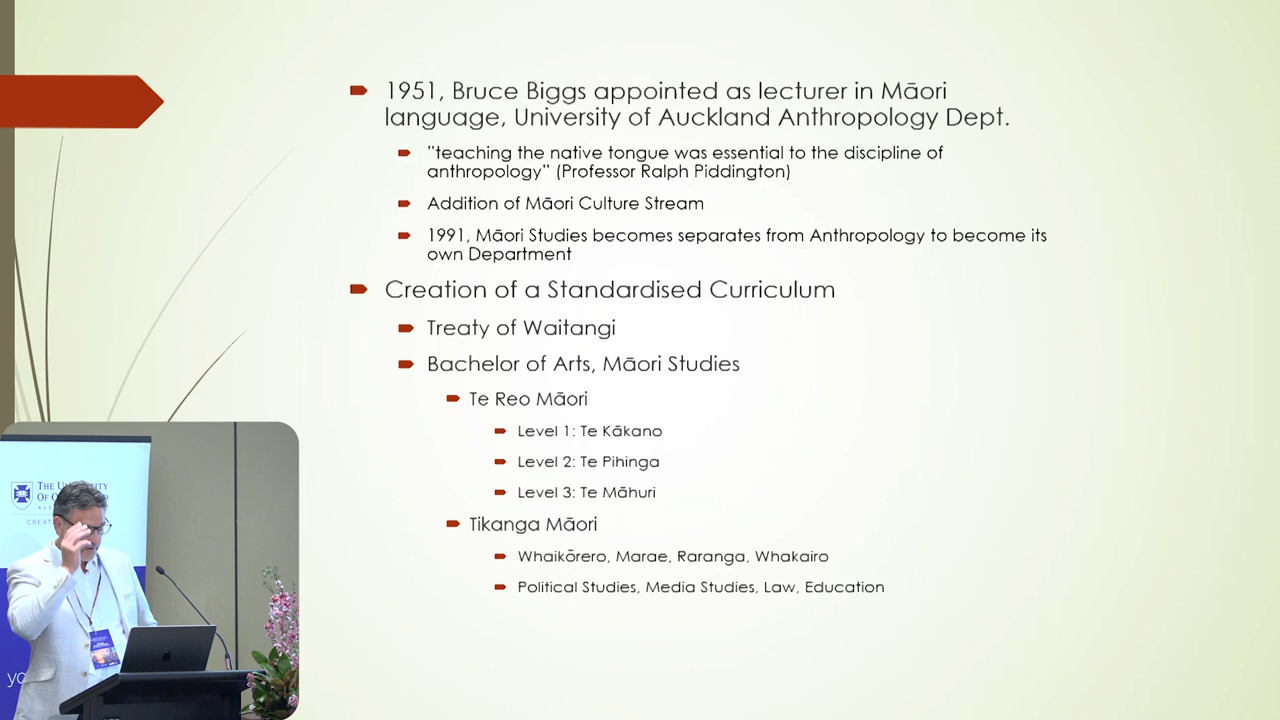 1951, Bruce Biggs appointed as lecturer in Māori
language, University of Auckland Anthropology Dept.
"teaching the native tongue was essential to the discipline of
anthropology" (Professor Ralph Piddington)
Addition of Māori Culture Stream
1991, Māori Studies becomes separates from Anthropology to become its
own Department
Creation of a Standardised Curriculum
Treaty of Waitangi
Bachelor of Arts, Māori Studies
Te Reo Māori
Level 1: Te Kākano
Level 2: Te Pihinga
Level 3: Te Māhuri
Tikanga Māori
Whaikōrero, Marae, Raranga, Whakairo
Political Studies, Media Studies, Law, Education
THE
OF